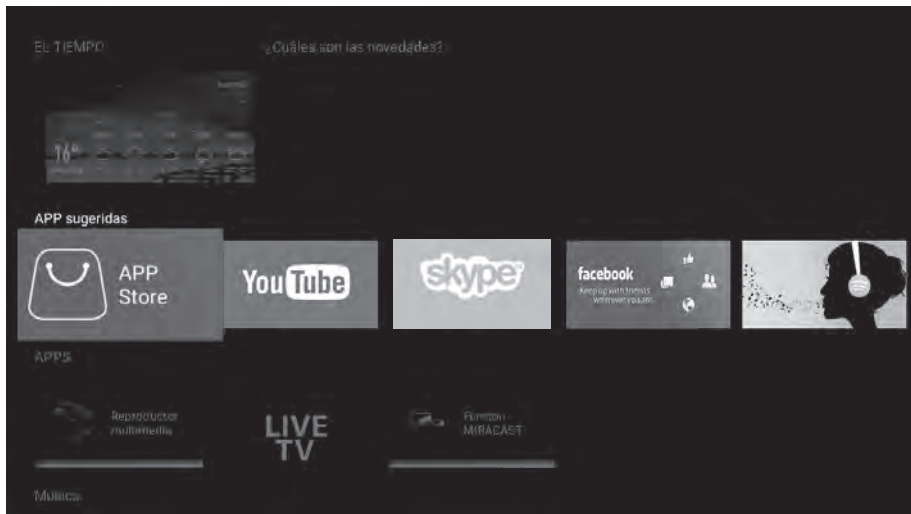 EL TIEMPO
¿Cuáles son las novedades?
16°
APP sugeridas
APP
Store
YouTube
skype
facebook
Keep up with friends
wherever you are.
APPS
Reproductor
multimedia
LIVE
TV
Función
MIRACAST
Música